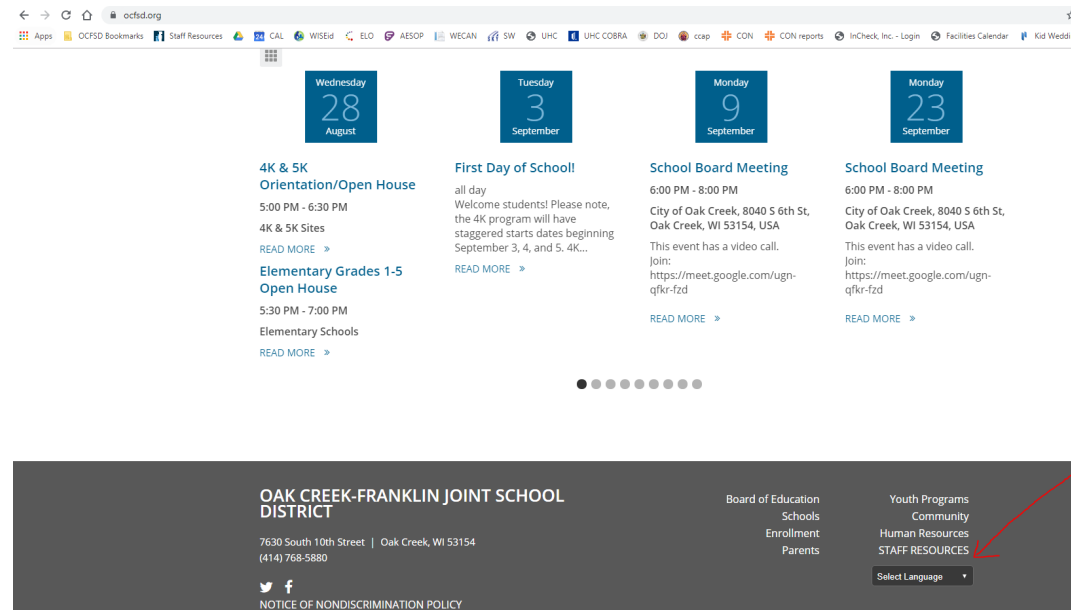 ocfsd.org
Apps OCFSD Bookmarks Staff Resources 24 CAL WISEid ELO AESOP WECAN SW UHC UHC COBRA DOJ ccap CON CON reports InCheck, Inc. - Login Facilities Calendar Kid Weddi
Wednesday
28
August
4K & 5K
Orientation/Open House
5:00 PM - 6:30 PM
4K & 5K Sites
READ MORE »
Elementary Grades 1-5
Open House
5:30 PM - 7:00 PM
Elementary Schools
READ MORE »
Tuesday
3
September
First Day of School!
all day
Welcome students! Please note,
the 4K program will have
staggered starts dates beginning
September 3, 4, and 5. 4K...
READ MORE »
Monday
9
September
School Board Meeting
6:00 PM - 8:00 PM
City of Oak Creek, 8040 S 6th St,
Oak Creek, WI 53154, USA
This event has a video call.
Join:
https://meet.google.com/ugn-
qfkr-fzd
READ MORE »
Monday
23
September
School Board Meeting
6:00 PM - 8:00 PM
City of Oak Creek, 8040 S 6th St,
Oak Creek, WI 53154, USA
This event has a video call.
Join:
https://meet.google.com/ugn-
qfkr-fzd
READ MORE »
OAK CREEK-FRANKLIN JOINT SCHOOL
DISTRICT
7630 South 10th Street | Oak Creek, WI 53154
(414) 768-5880
NOTICE OF NONDISCRIMINATION POLICY
Board of Education
Schools
Enrollment
Parents
Youth Programs
Community
Human Resources
STAFF RESOURCES
Select Language